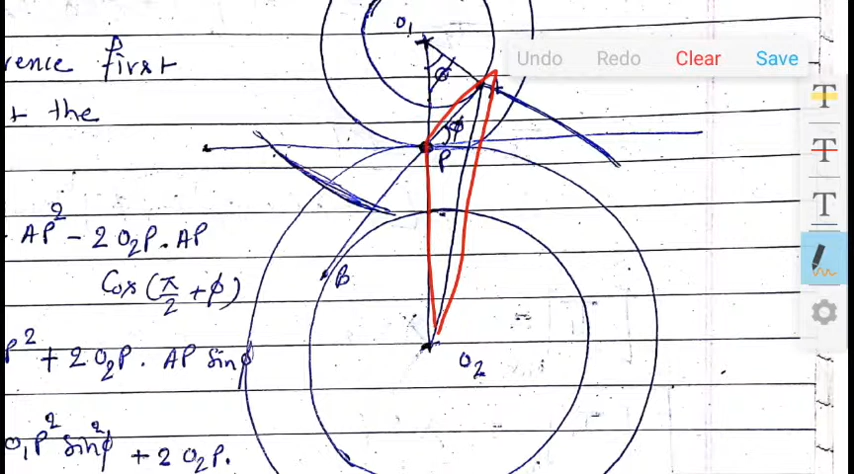 O₁
rence first
Undo Redo Clear Save
φ
A
the
φ
P
AP² - 2 O₂P. AP
Cos (π/2 + φ)
B
P² + 2 O₂P. AP sinφ
O₂
O₁P² sin²φ + 2 O₂P.
T
T
T